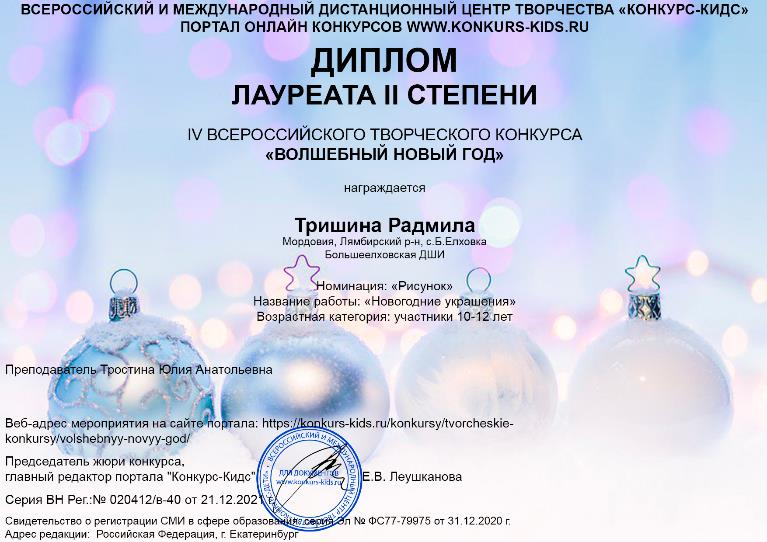 ВСЕРОССИЙСКИЙ И МЕЖДУНАРОДНЫЙ ДИСТАНЦИОННЫЙ ЦЕНТР ТВОРЧЕСТВА «КОНКУРС-КИДС»
ПОРТАЛ ОНЛАЙН КОНКУРСОВ WWW.KONKURS-KIDS.RU
ДИПЛОМ
ЛАУРЕАТА II СТЕПЕНИ
IV ВСЕРОССИЙСКОГО ТВОРЧЕСКОГО КОНКУРСА
«ВОЛШЕБНЫЙ НОВЫЙ ГОД»
награждается
Тришина Радмила
Мордовия, Лямбирский р-н, с.Б.Елховка
Большеелховская ДШИ
Номинация: «Рисунок»
Название работы: «Новогодние украшения»
Возрастная категория: участники 10-12 лет
Преподаватель Тростина Юлия Анатольевна
Веб-адрес мероприятия на сайте портала: https://konkurs-kids.ru/konkursy/tvorcheskie-
konkursy/volshebnyy-novyy-god/
Председатель жюри конкурса,
главный редактор портала "Конкурс-Кидс" Е.В. Леушканова
ДЛЯ ДОКУМЕНТОВ
www.konkurs-kids.ru
Серия ВН Рег.:№ 020412/в-40 от 21.12.2021 г.
Свидетельство о регистрации СМИ в сфере образования: серия Эл № ФС77-79975 от 31.12.2020 г.
Адрес редакции: Российская Федерация, г. Екатеринбург